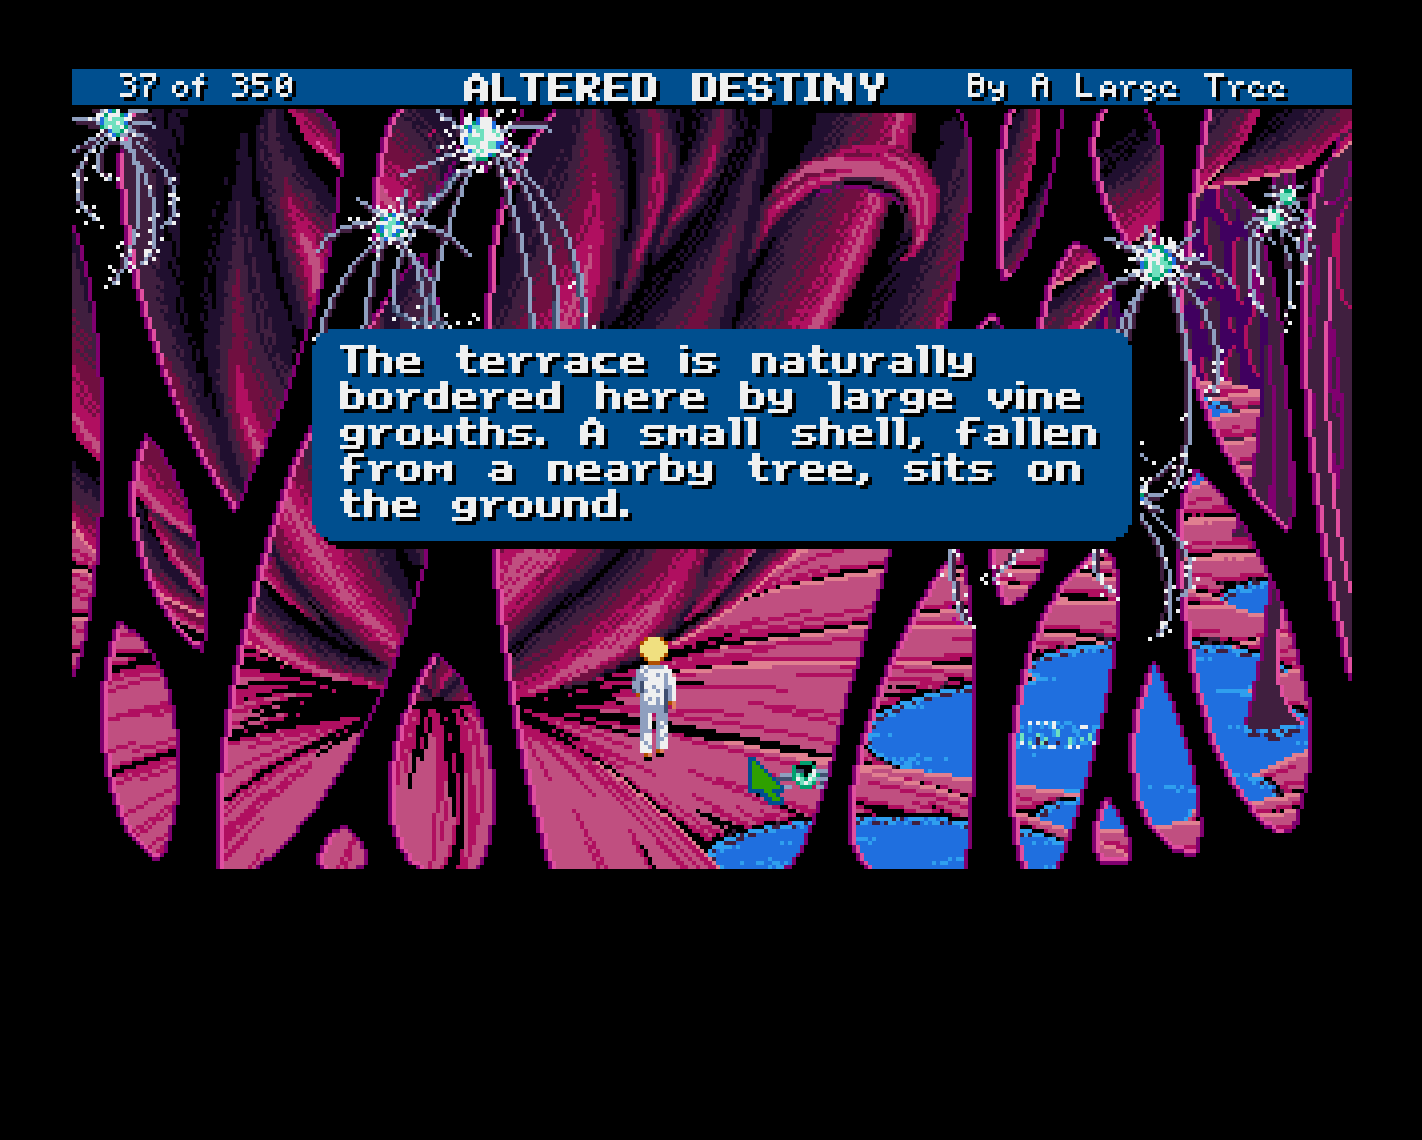 37 of 350 ALTERED DESTINY By A Large Tree
The terrace is naturally
bordered here by large vine
growths. A small shell, fallen
from a nearby tree, sits on
the ground.